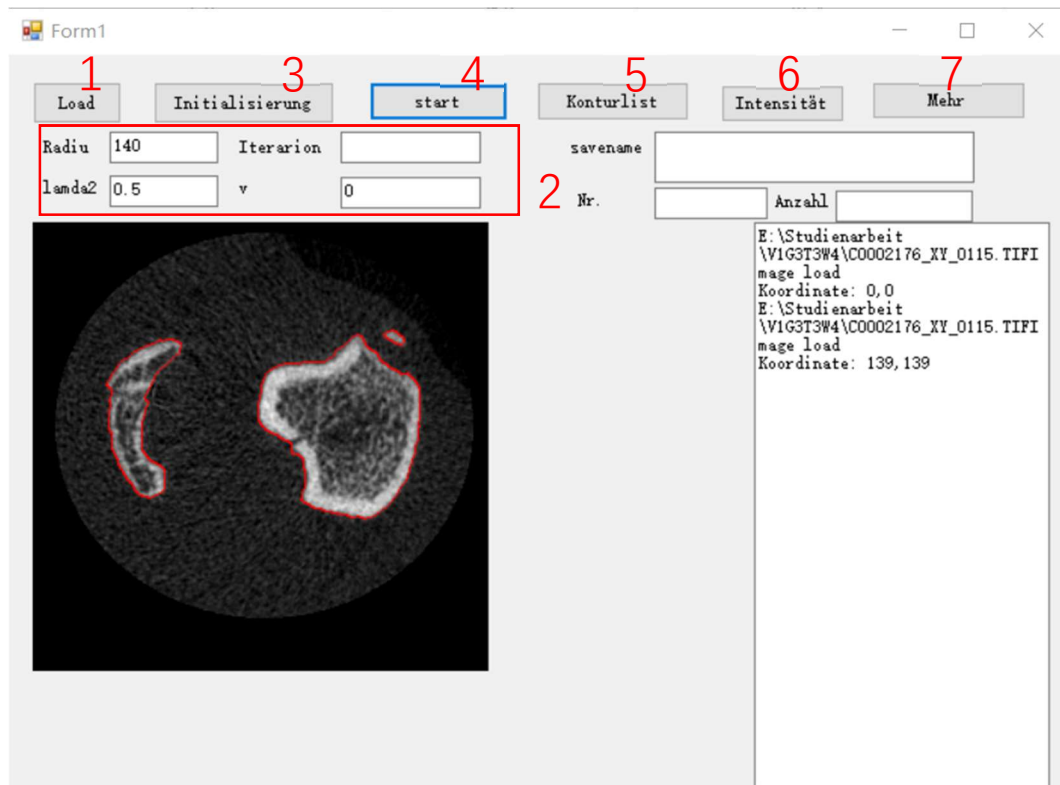 Form1
1
3
4
5
6
7
Load
Initialisierung
start
Konturlist
Intensität
Mehr
Radiu 140 Iterarion
savename
lamda2 0.5 v 0
2
Nr. Anzahl
E:\Studienarbeit
\V1G3T3W4\C0002176_XY_0115.TIFI
mage load
Koordinate: 0,0
E:\Studienarbeit
\V1G3T3W4\C0002176_XY_0115.TIFI
mage load
Koordinate: 139,139